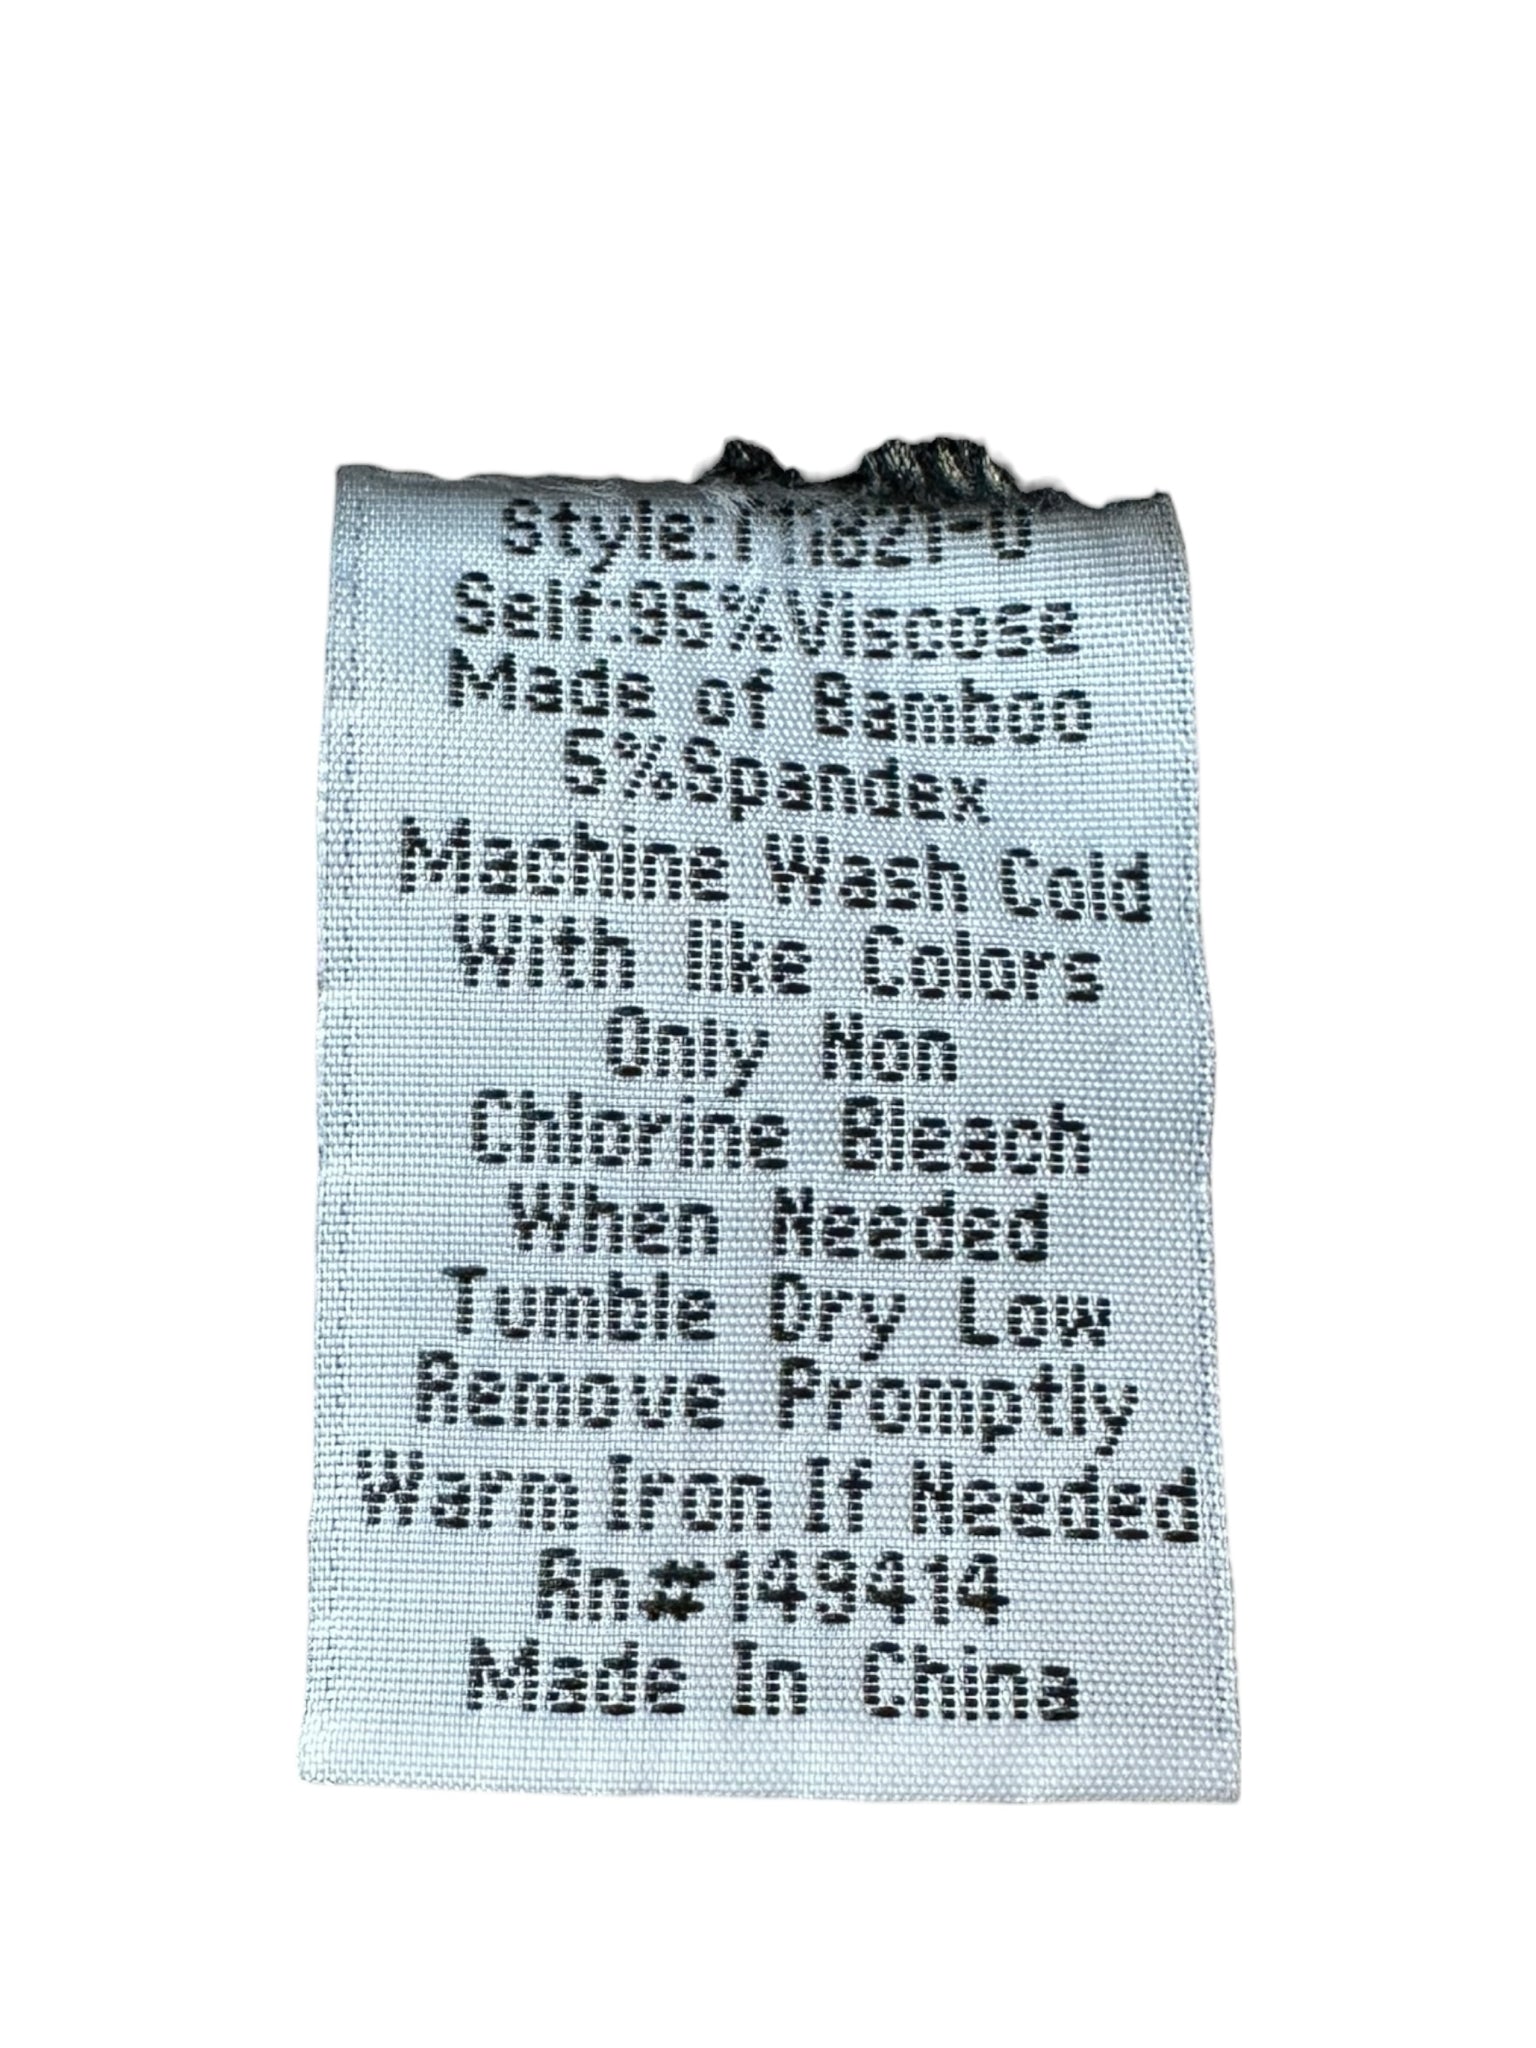 Style:
Self:95%Viscose
Made of Bamboo
5%Spandex
Machine Wash Cold
With like Colors
Only Non
Chlorine Bleach
When Needed
Tumble Dry Low
Remove Promptly
Warm Iron If Needed
Rn#149414
Made In China